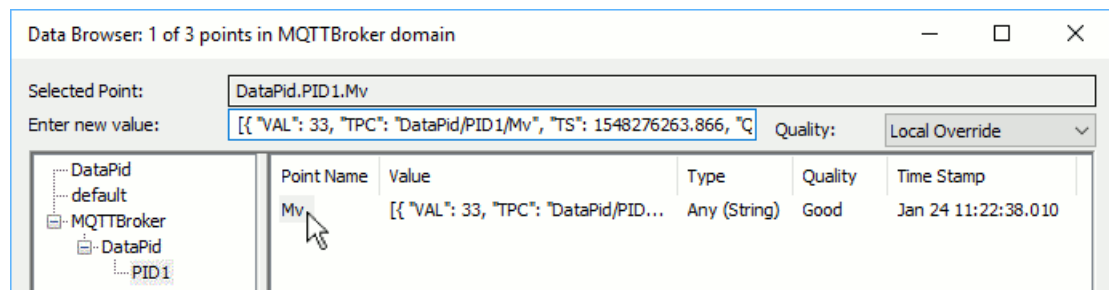 Data Browser: 1 of 3 points in MQTTBroker domain
Selected Point: DataPid.PID1.Mv
Enter new value: [{ "VAL": 33, "TPC": "DataPid/PID1/Mv", "TS": 1548276263.866, "Q Quality: Local Override
DataPid
default
MQTTBroker
DataPid
PID1
Point Name Value Type Quality Time Stamp
Mv [{ "VAL": 33, "TPC": "DataPid/PID... Any (String) Good Jan 24 11:22:38.010